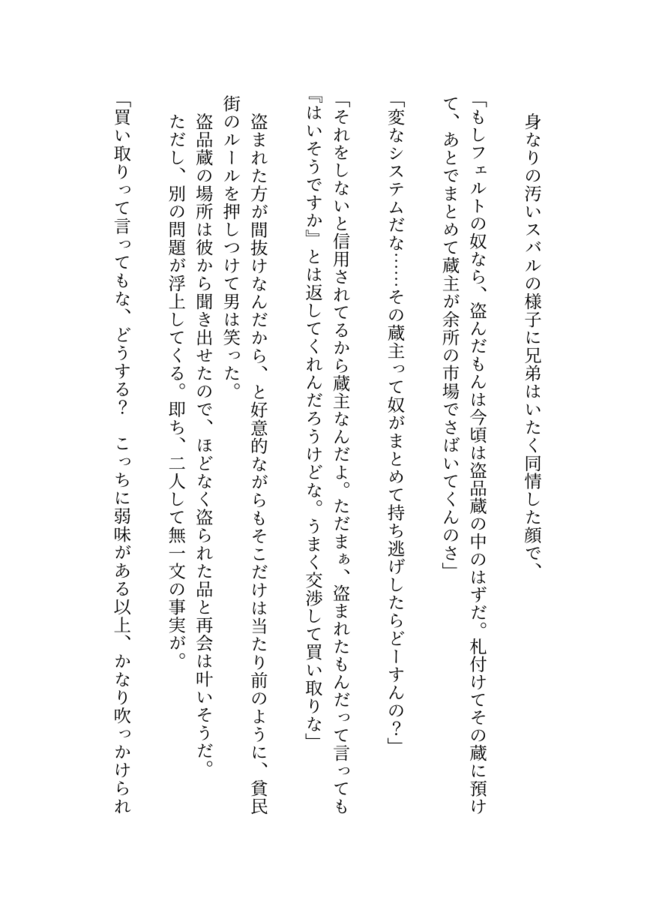 身なりの汚いスバルの様子に兄弟はいたく同情した顔で、
「もしフェルトの奴なら、盗んだもんは今頃は盗品蔵の中のはずだ。札付けてその蔵に預け
て、あとでまとめて蔵主が余所の市場でさばいてくんのさ」
「変なシステムだな……その蔵主って奴がまとめて持ち逃げしたらどーすんの？」
「それをしないと信用されてるから蔵主なんだよ。ただまぁ、盗まれたもんだって言っても
『はいそうですか』とは返してくれんだろうけどな。うまく交渉して買い取りな」
盗まれた方が間抜けなんだから、と好意的ながらもそこだけは当たり前のように、貧民
街のルールを押しつけて男は笑った。
盗品蔵の場所は彼から聞き出せたので、ほどなく盗られた品と再会は叶いそうだ。
ただし、別の問題が浮上してくる。即ち、二人して無一文の事実が。
「買い取りって言ってもな、どうする？　こっちに弱味がある以上、かなり吹っかけられ